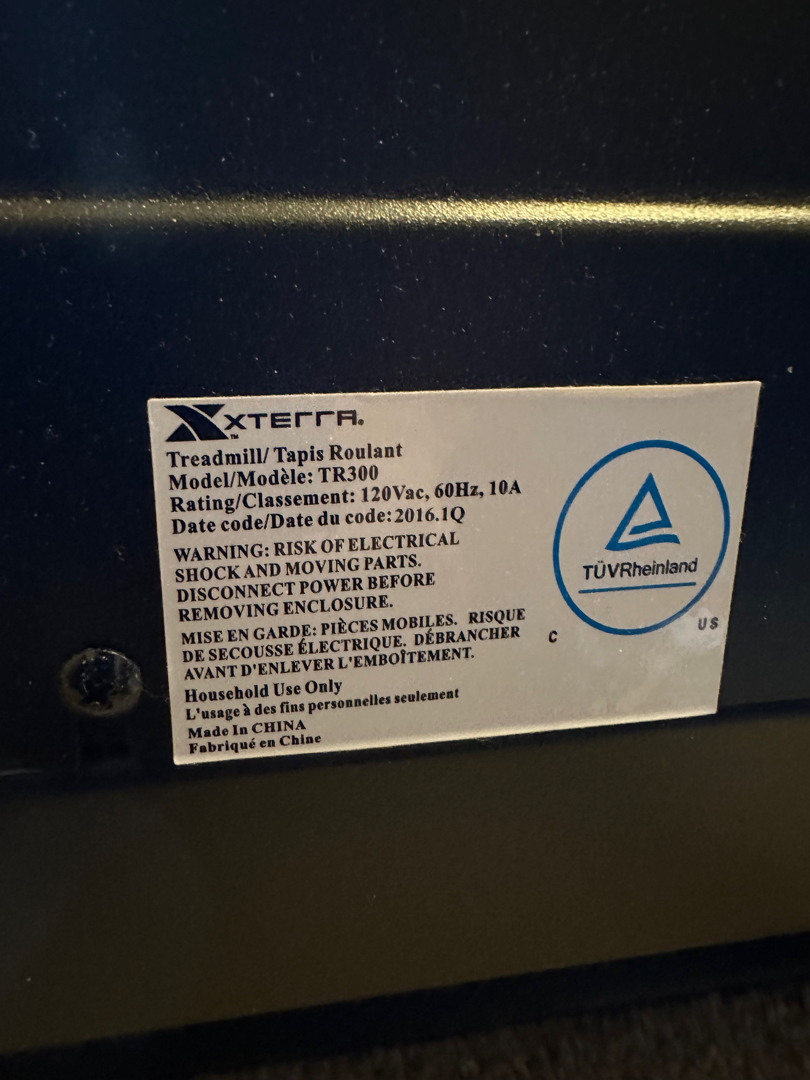 XTERRA.
TM
Treadmill/ Tapis Roulant
Model/Modèle: TR300
Rating/Classement: 120Vac, 60Hz, 10A
Date code/Date du code:2016.1Q
WARNING: RISK OF ELECTRICAL
SHOCK AND MOVING PARTS.
DISCONNECT POWER BEFORE
REMOVING ENCLOSURE.
MISE EN GARDE: PIÈCES MOBILES. RISQUE
DE SECOUSSE ÉLECTRIQUE. DÉBRANCHER
AVANT D'ENLEVER L'EMBOÎTEMENT.
Household Use Only
L'usage à des fins personnelles seulement
Made In CHINA
Fabriqué en Chine
TÜVRheinland
C US